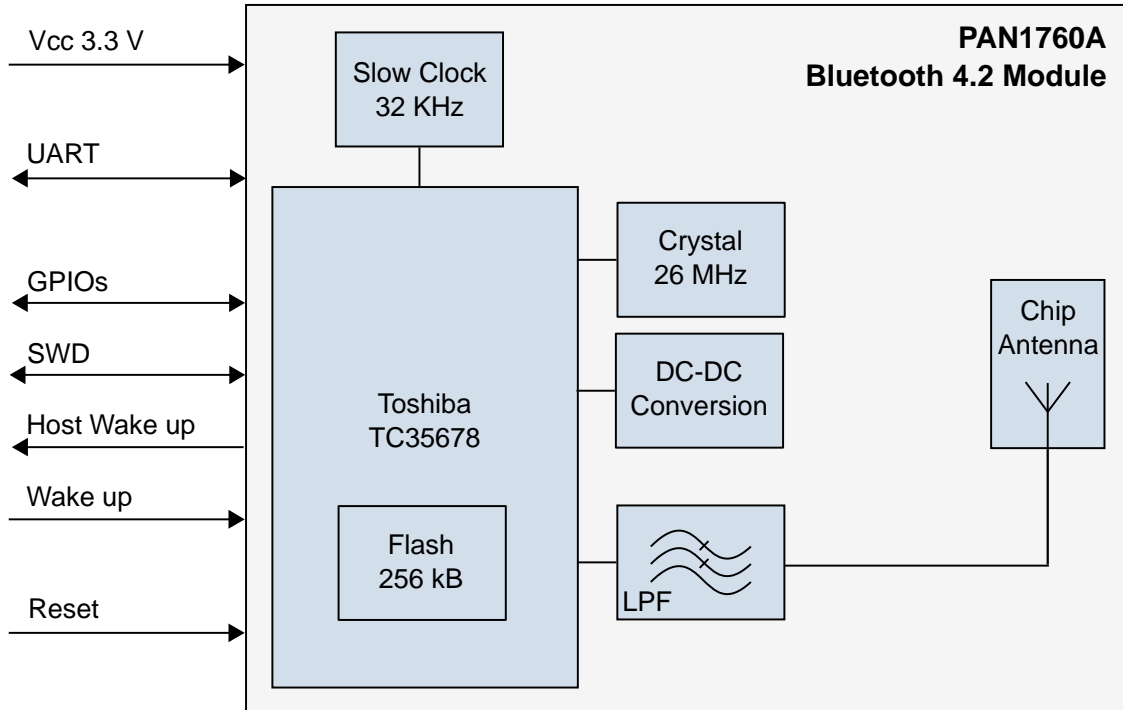 Vcc 3.3 V
UART
GPIOs
SWD
Host Wake up
Wake up
Reset
PAN1760A
Bluetooth 4.2 Module
Slow Clock
32 KHz
Toshiba
TC35678
Flash
256 kB
Crystal
26 MHz
DC-DC
Conversion
LPF
Chip
Antenna